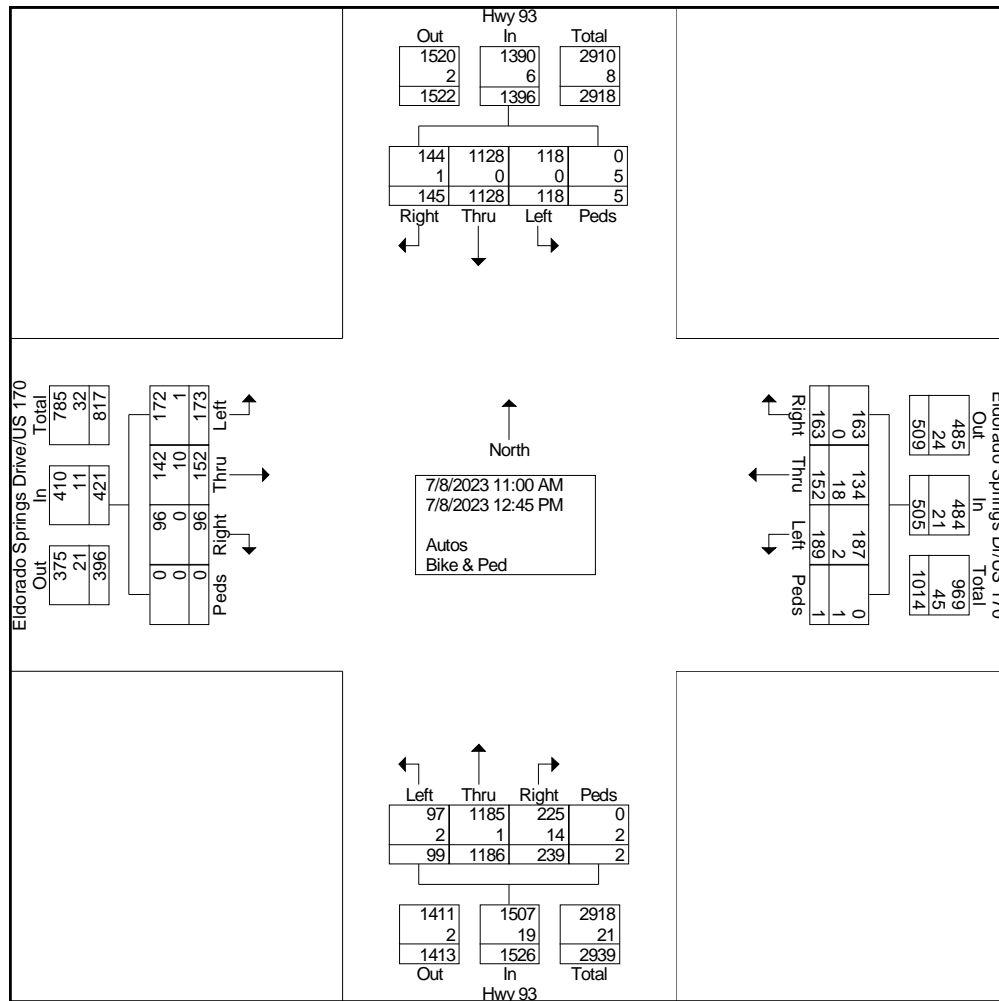 Hwy 93
Out In Total
1520 1390 2910
2 6 8
1522 1396 2918
144 1128 118 0
1 0 0 5
145 1128 118 5
Right Thru Left Peds
Eldorado Springs Drive/US 170
Total In Out
785 410 375
32 11 21
817 421 396
172 142 96 0
1 10 0 0
173 152 96 0
Left Thru Right Peds
North
7/8/2023 11:00 AM
7/8/2023 12:45 PM
Autos
Bike & Ped
Right Thru Left Peds
163 152 189 1
0 18 2 1
163 134 187 0
509 505 1014
24 21 45
485 484 969
Out In Total
Eldorado Springs Dr/US 170
Left Thru Right Peds
97 1185 225 0
2 1 14 2
99 1186 239 2
1411 1507 2918
2 19 21
1413 1526 2939
Out In Total
Hwy 93